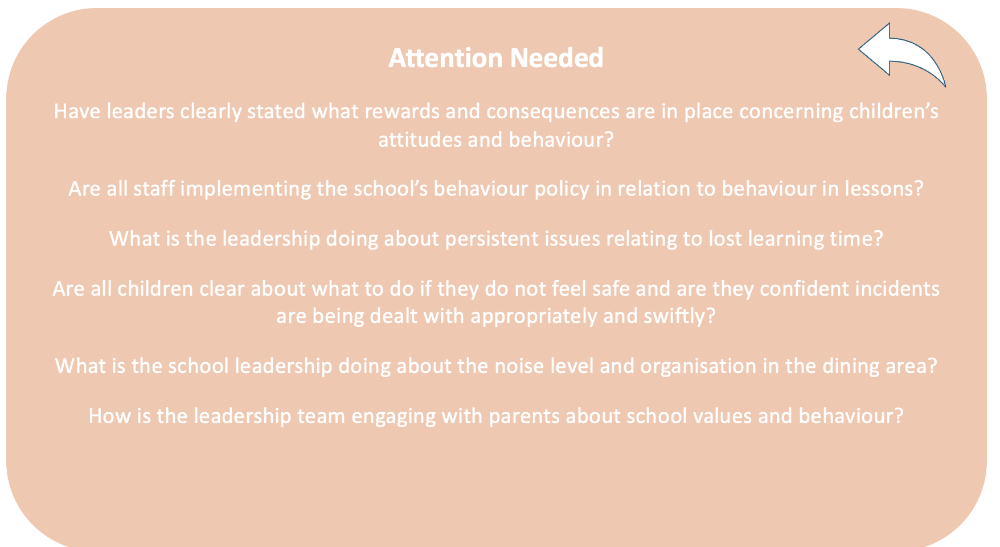 Attention Needed
Have leaders clearly stated what rewards and consequences are in place concerning children’s
attitudes and behaviour?
Are all staff implementing the school’s behaviour policy in relation to behaviour in lessons?
What is the leadership doing about persistent issues relating to lost learning time?
Are all children clear about what to do if they do not feel safe and are they confident incidents
are being dealt with appropriately and swiftly?
What is the school leadership doing about the noise level and organisation in the dining area?
How is the leadership team engaging with parents about school values and behaviour?